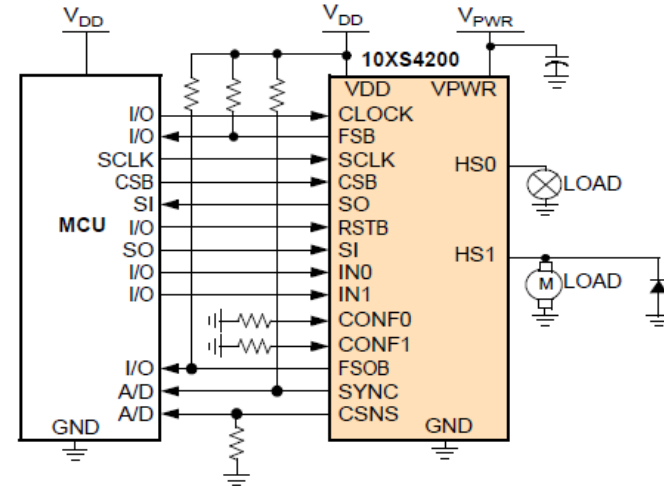 VDD VDD VPWR
10XS4200
VDD VPWR
I/O CLOCK
I/O FSB
SCLK SCLK HS0
CSB CSB LOAD
SI SO
MCU I/O RSTB
SO SI HS1
I/O IN0 M LOAD
I/O IN1
CONF0
CONF1
I/O FSOB
A/D SYNC
A/D CSNS
GND GND